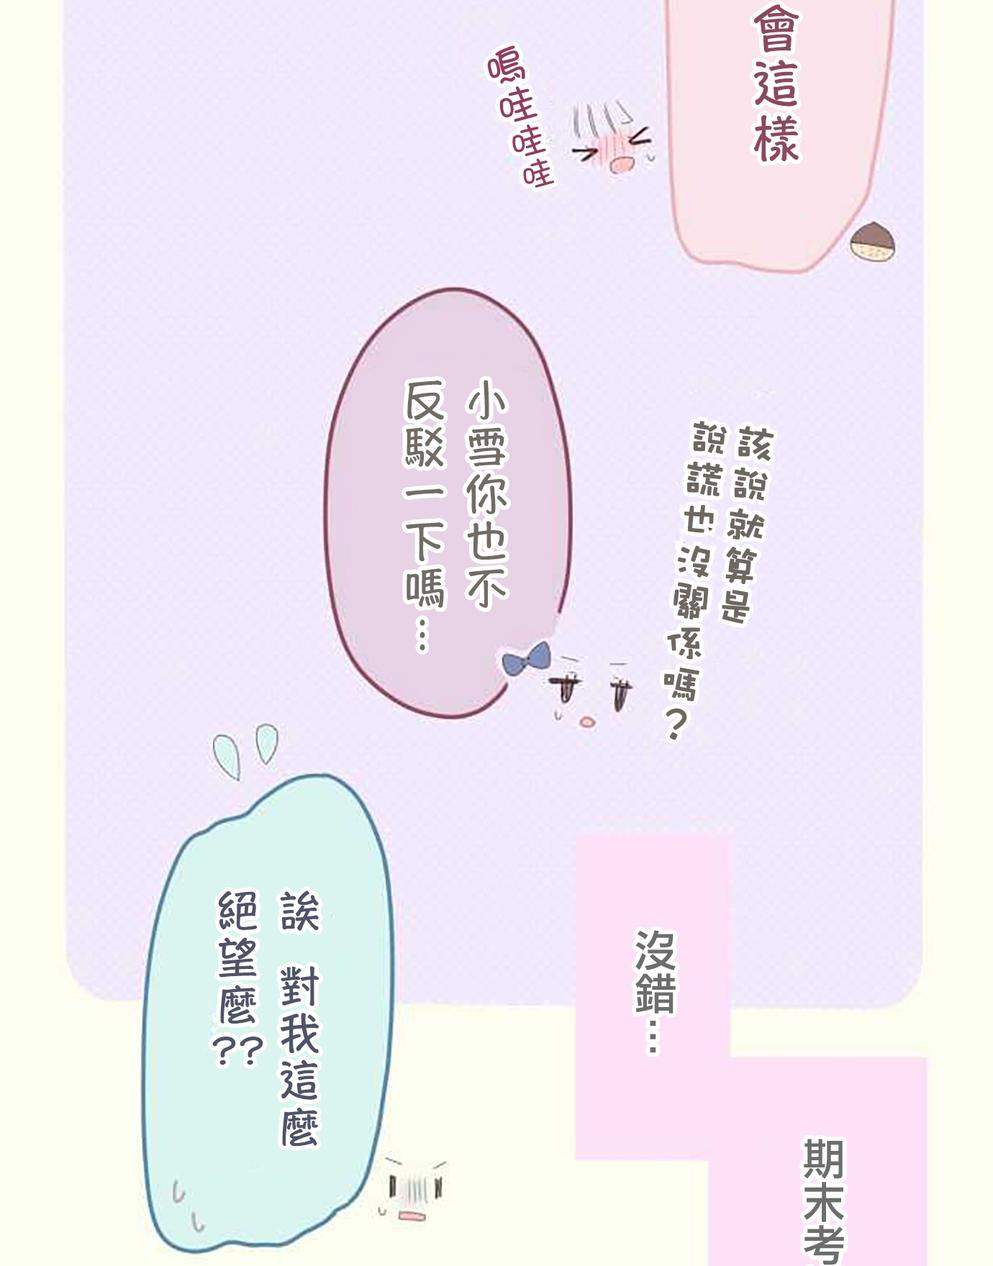 會這樣
嗚哇哇哇
該說就算是
說謊也沒關係嗎？
小雪你也不
反駁一下嗎…
沒錯…
誒 對我這麼
絕望麼??
期末考